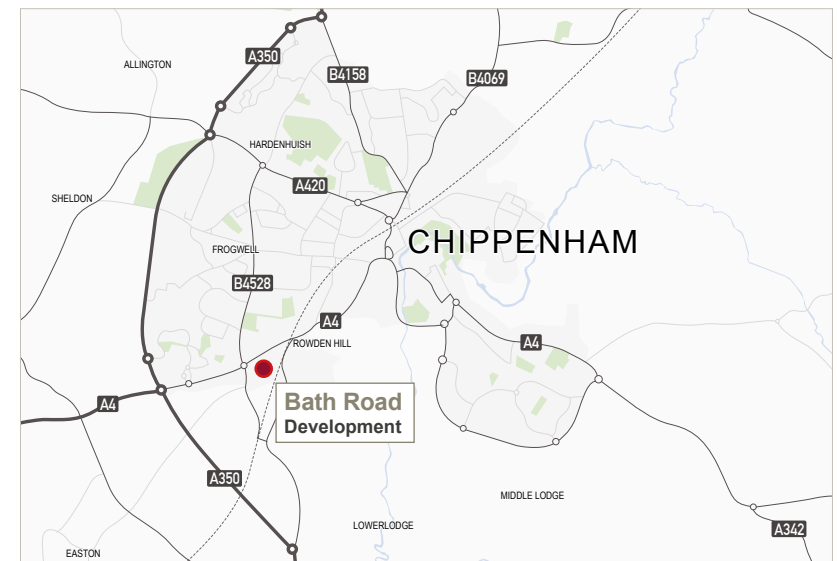 A350
ALLINGTON
B4158
B4069
HARDENHUISH
A420
SHELDON
CHIPPENHAM
FROGWELL
B4528
A4
ROWDEN HILL
A4
Bath Road
Development
A4
A350
MIDDLE LODGE
LOWERLODGE
A342
EASTON